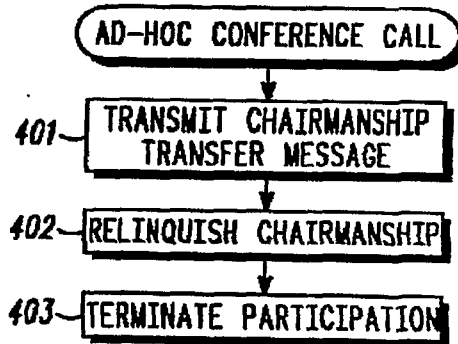 AD-HOC CONFERENCE CALL
401
TRANSMIT CHAIRMANSHIP
TRANSFER MESSAGE
402
RELINQUISH CHAIRMANSHIP
403
TERMINATE PARTICIPATION